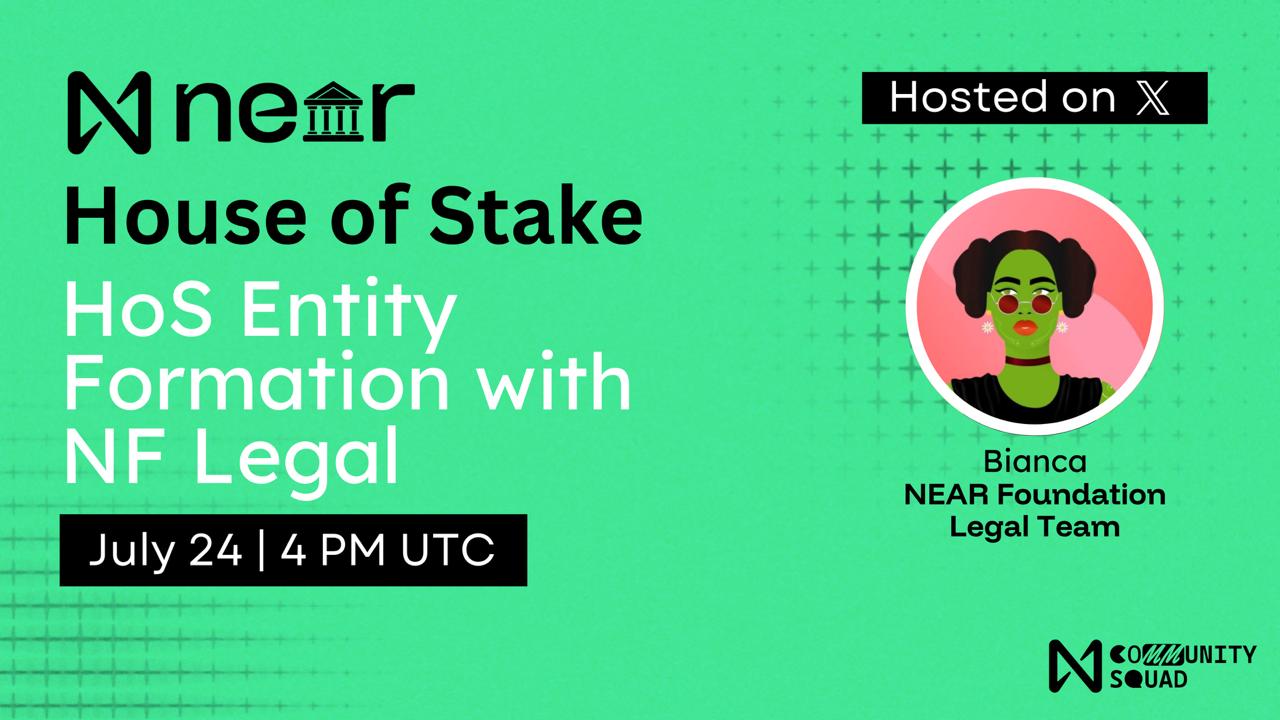 near
House of Stake
HoS Entity
Formation with
NF Legal
July 24 | 4 PM UTC
Hosted on X
Bianca
NEAR Foundation
Legal Team
COMMUNITY
SQUAD